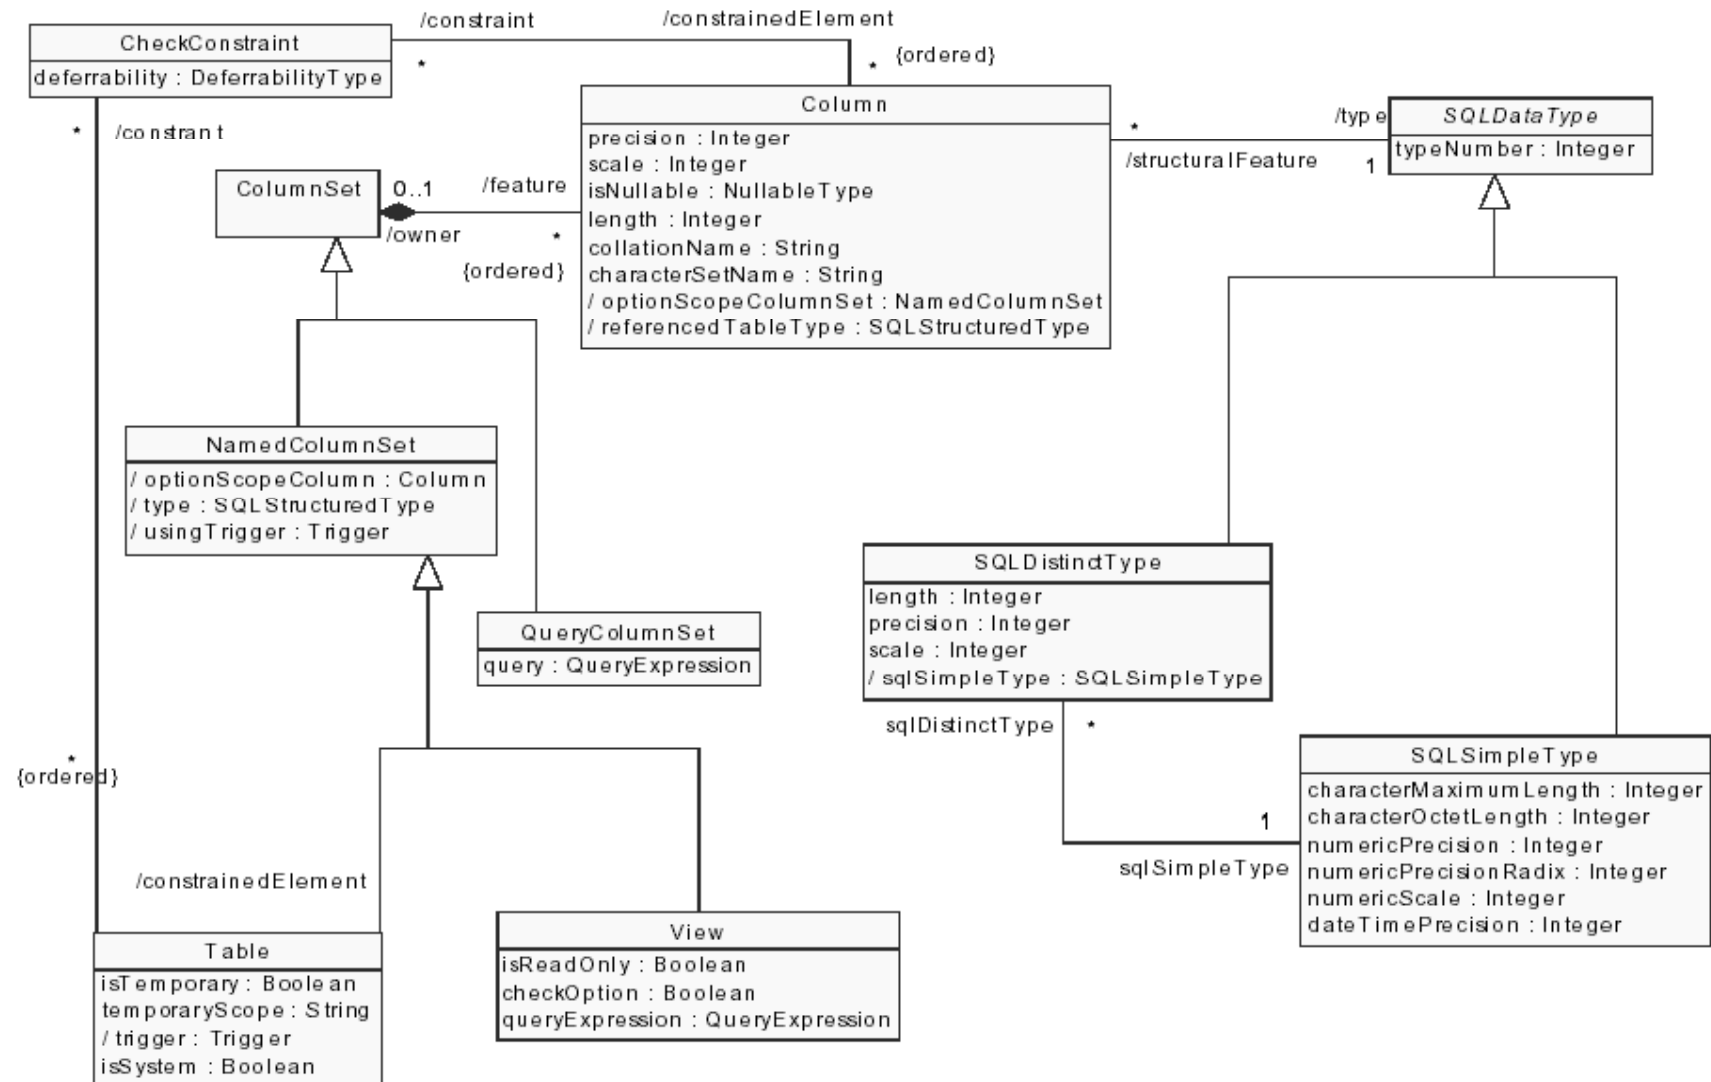 /constraint
/constrainedElement
CheckConstraint
deferrability : DeferrabilityType
*
*
{ordered}
*
/constrant
Column
precision : Integer
scale : Integer
isNullable : NullableType
length : Integer
collationName : String
characterSetName : String
/ optionScopeColumnSet : NamedColumnSet
/ referencedTableType : SQLStructuredType
*
/structuralFeature
/type
1
SQLDataType
typeNumber : Integer
ColumnSet
0..1
/feature
/owner
*
{ordered}
NamedColumnSet
/ optionScopeColumn : Column
/ type : SQLStructuredType
/ usingTrigger : Trigger
QueryColumnSet
query : QueryExpression
SQLDistinctType
length : Integer
precision : Integer
scale : Integer
/ sqlSimpleType : SQLSimpleType
sqlDistinctType
*
1
sqlSimpleType
SQLSimpleType
characterMaximumLength : Integer
characterOctetLength : Integer
numericPrecision : Integer
numericPrecisionRadix : Integer
numericScale : Integer
dateTimePrecision : Integer
*
{ordered}
/constrainedElement
Table
isTemporary : Boolean
temporaryScope : String
/ trigger : Trigger
isSystem : Boolean
View
isReadOnly : Boolean
checkOption : Boolean
queryExpression : QueryExpression